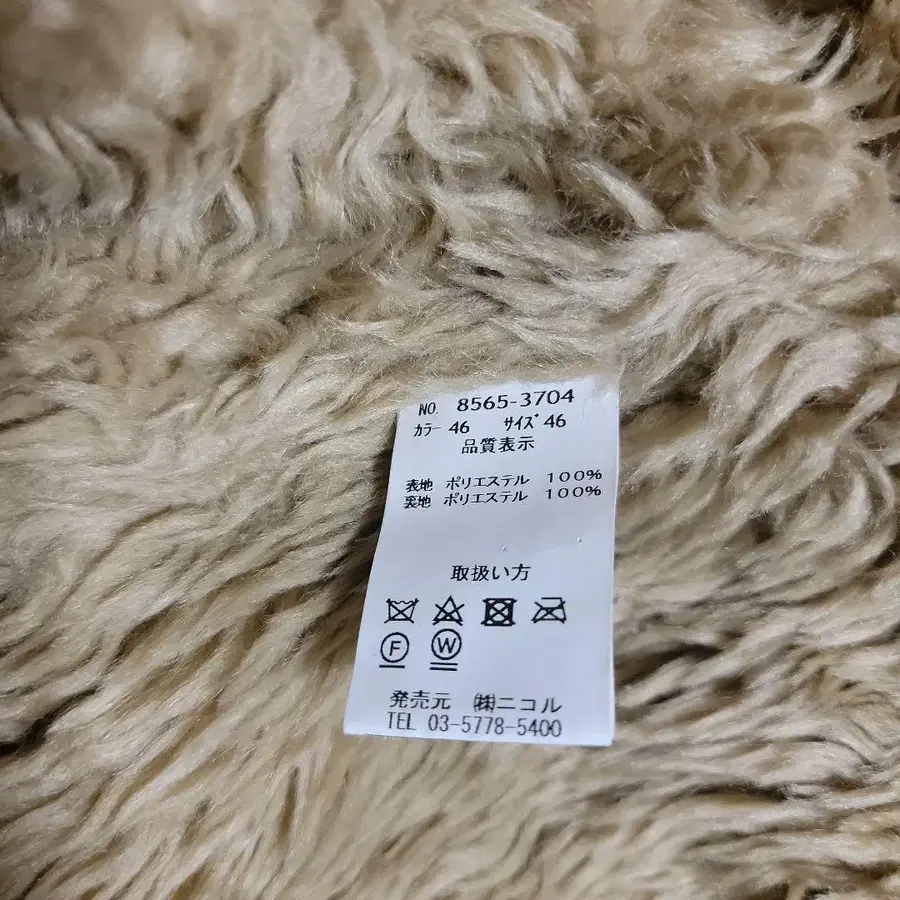 NO. 8565-3704
カラー 46 サイズ 46
品質表示
表地 ポリエステル 100%
裏地 ポリエステル 100%
取扱い方
F W
発売元 ㈱ニコル
TEL 03-5778-5400